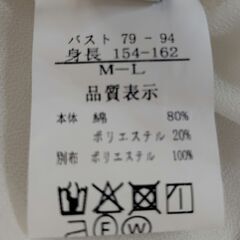 バスト 79 - 94
身長 154-162
M-L
品質表示
本体 綿 80%
ポリエステル 20%
別布 ポリエステル 100%
F W